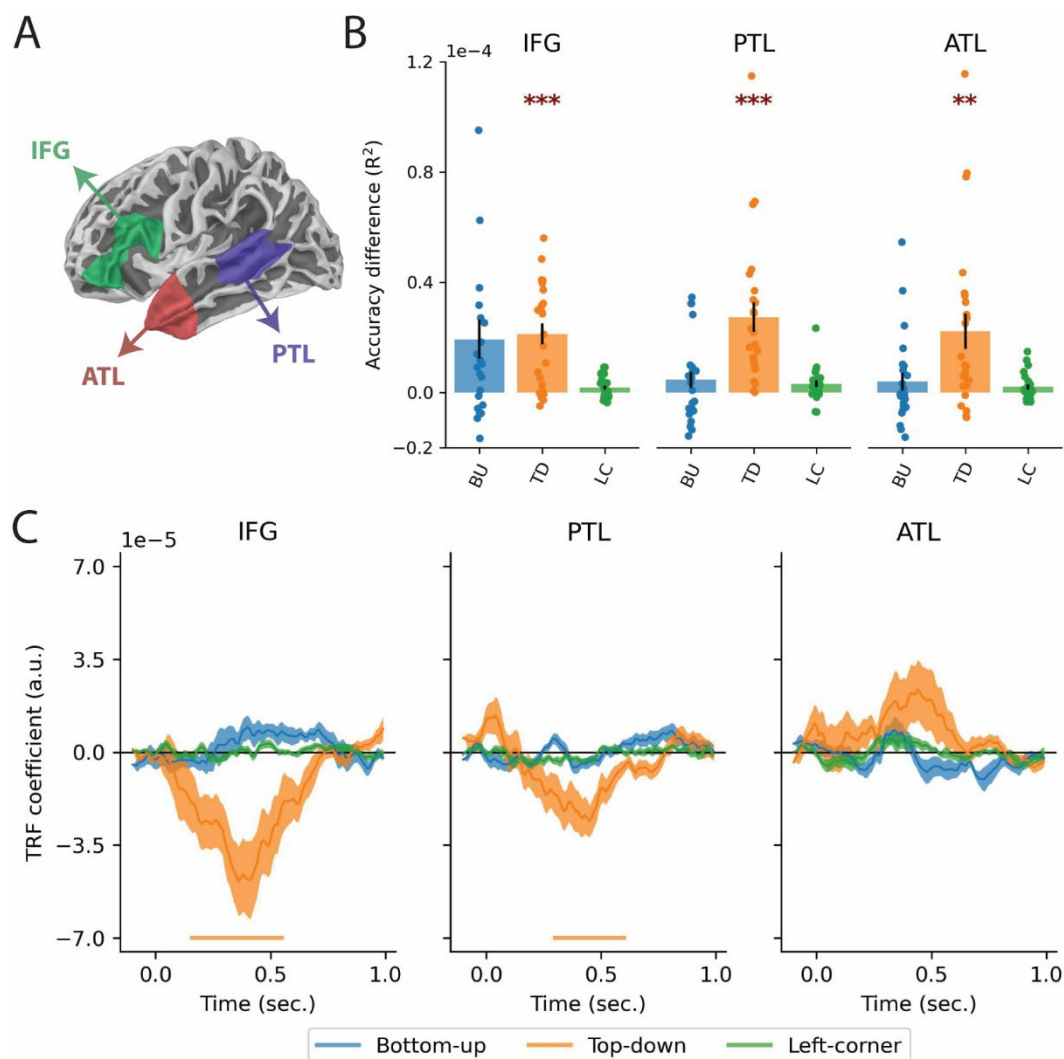 A
IFG
ATL
PTL
B
IFG
PTL
ATL
1e−4
Accuracy difference (R²)
1.2
0.8
0.4
0.0
−0.2
***
***
**
BU
TD
LC
BU
TD
LC
BU
TD
LC
C
IFG
PTL
ATL
1e−5
TRF coefficient (a.u.)
7.0
3.5
0.0
−3.5
−7.0
0.0
0.5
1.0
0.0
0.5
1.0
0.0
0.5
1.0
Time (sec.)
Time (sec.)
Time (sec.)
Bottom-up
Top-down
Left-corner